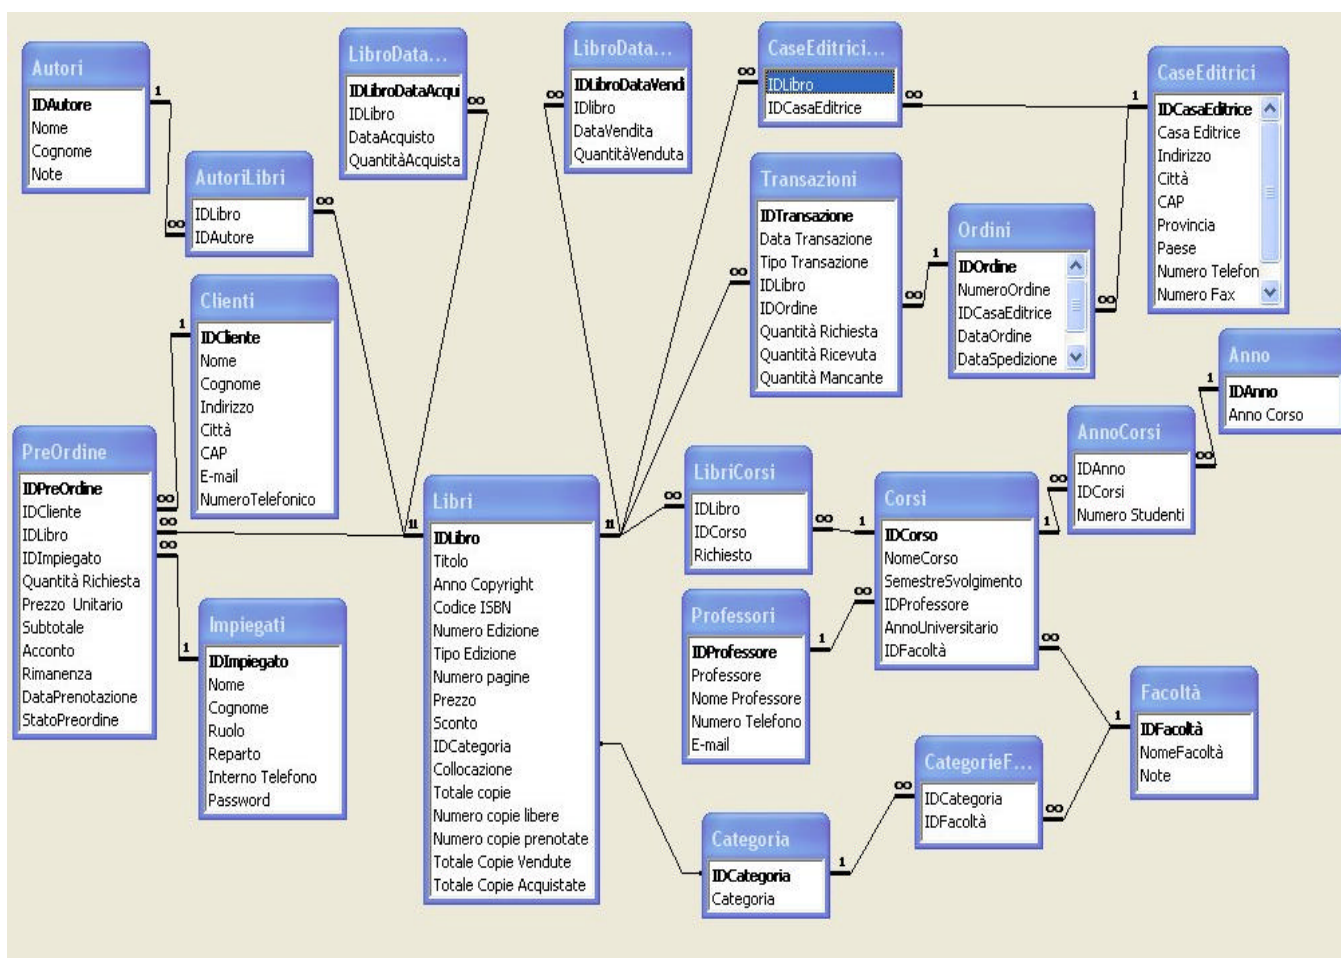 Autori
IDAutore
Nome
Cognome
Note
LibroData...
IDLibroDataAcqui
IDLibro
DataAcquisto
QuantitàAcquista
LibroData...
IDLibroDataVendi
IDlibro
DataVendita
QuantitàVenduta
CaseEditrici...
IDLibro
IDCasaEditrice
CaseEditrici
IDCasaEditrice
Casa Editrice
Indirizzo
Città
CAP
Provincia
Paese
Numero Telefon
Numero Fax
AutoriLibri
IDLibro
IDAutore
Transazioni
IDTransazione
Data Transazione
Tipo Transazione
IDLibro
IDOrdine
Quantità Richiesta
Quantità Ricevuta
Quantità Mancante
Ordini
IDOrdine
NumeroOrdine
IDCasaEditrice
DataOrdine
DataSpedizione
Clienti
IDCliente
Nome
Cognome
Indirizzo
Città
CAP
E-mail
NumeroTelefonico
Anno
IDAnno
Anno Corso
AnnoCorsi
IDAnno
IDCorsi
Numero Studenti
PreOrdine
IDPreOrdine
IDCliente
IDLibro
IDImpiegato
Quantità Richiesta
Prezzo Unitario
Subtotale
Acconto
Rimanenza
DataPrenotazione
StatoPreordine
Libri
IDLibro
Titolo
Anno Copyright
Codice ISBN
Numero Edizione
Tipo Edizione
Numero pagine
Prezzo
Sconto
IDCategoria
Collocazione
Totale copie
Numero copie libere
Numero copie prenotate
Totale Copie Vendute
Totale Copie Acquistate
LibriCorsi
IDLibro
IDCorso
Richiesto
Corsi
IDCorso
NomeCorso
SemestreSvolgimento
IDProfessore
AnnoUniversitario
IDFacoltà
Impiegati
IDImpiegato
Nome
Cognome
Ruolo
Reparto
Interno Telefono
Password
Professori
IDProfessore
Professore
Nome Professore
Numero Telefono
E-mail
Facoltà
IDFacoltà
NomeFacoltà
Note
CategorieF...
IDCategoria
IDFacoltà
Categoria
IDCategoria
Categoria